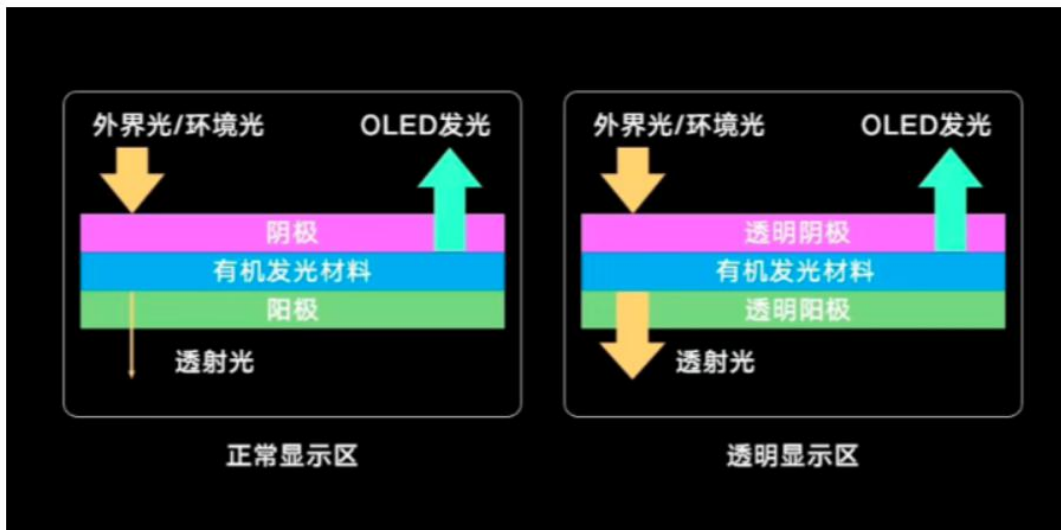 外界光/环境光 OLED发光
阴极
有机发光材料
阳极
透射光
正常显示区
外界光/环境光 OLED发光
透明阴极
有机发光材料
透明阳极
透射光
透明显示区